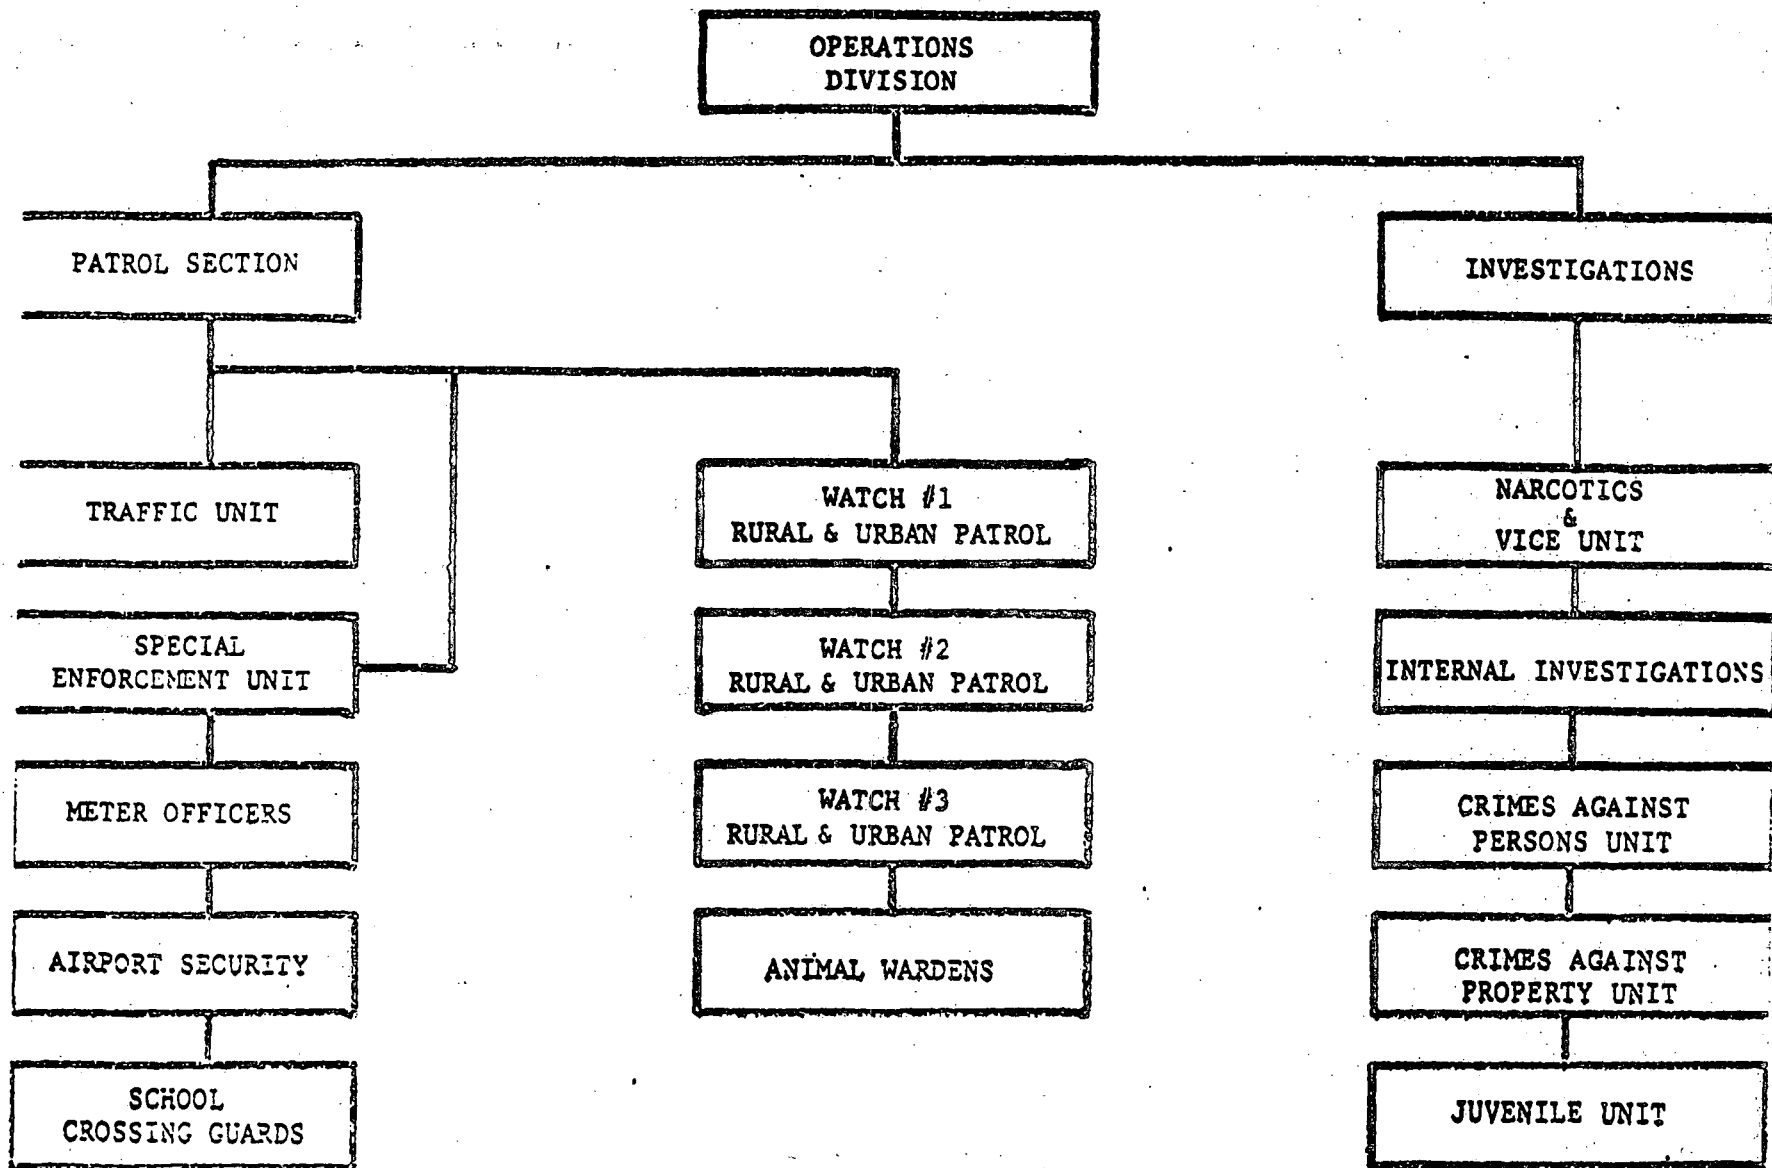 OPERATIONS
DIVISION
PATROL SECTION
INVESTIGATIONS
TRAFFIC UNIT
SPECIAL
ENFORCEMENT UNIT
METER OFFICERS
AIRPORT SECURITY
SCHOOL
CROSSING GUARDS
WATCH #1
RURAL & URBAN PATROL
WATCH #2
RURAL & URBAN PATROL
WATCH #3
RURAL & URBAN PATROL
ANIMAL WARDENS
NARCOTICS
&
VICE UNIT
INTERNAL INVESTIGATIONS
CRIMES AGAINST
PERSONS UNIT
CRIMES AGAINST
PROPERTY UNIT
JUVENILE UNIT